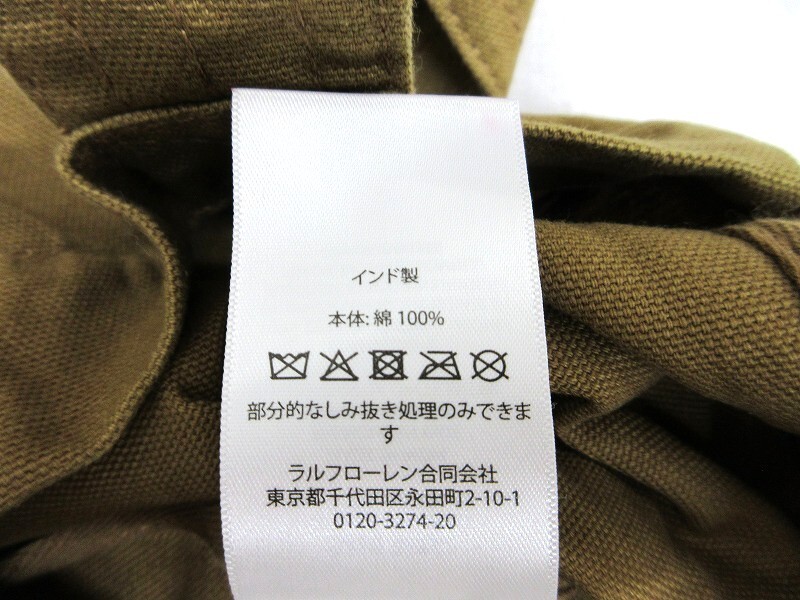 インド製
本体: 綿 100%
部分的なしみ抜き処理のみできま
す
ラルフローレン合同会社
東京都千代田区永田町2-10-1
0120-3274-20